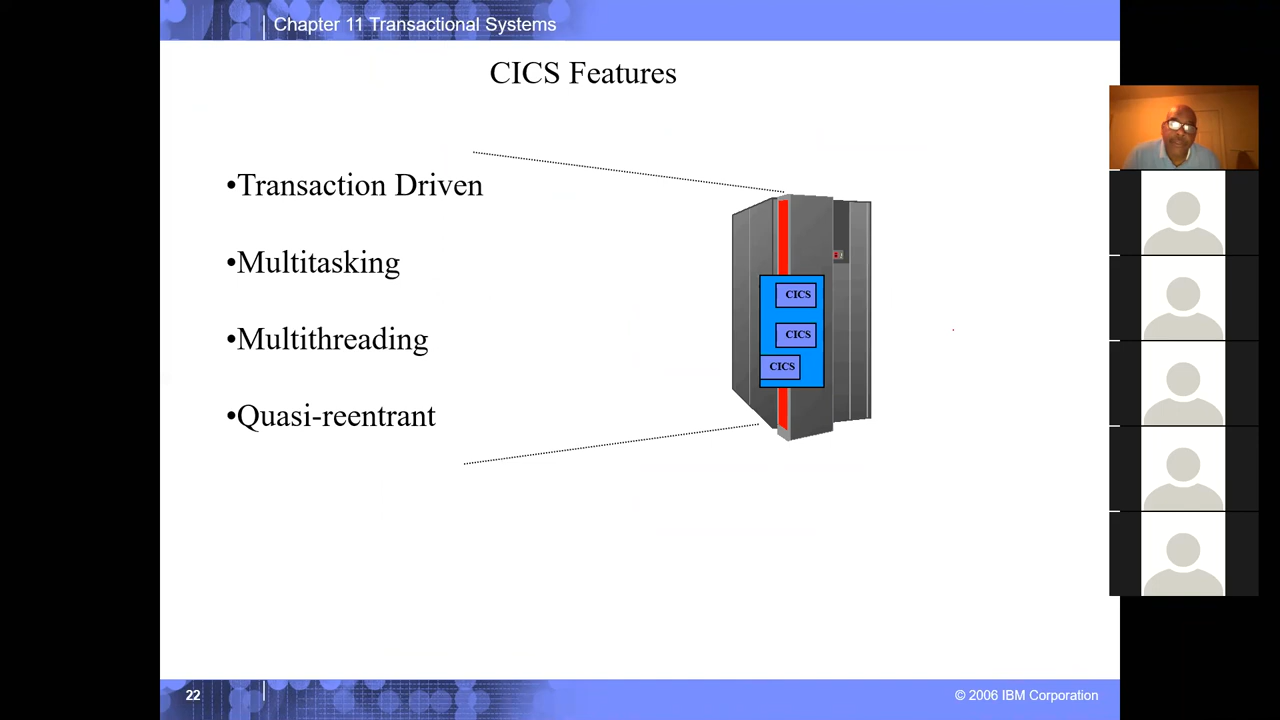 Chapter 11 Transactional Systems
CICS Features
•Transaction Driven
•Multitasking
•Multithreading
•Quasi-reentrant
CICS
CICS
CICS
22
© 2006 IBM Corporation